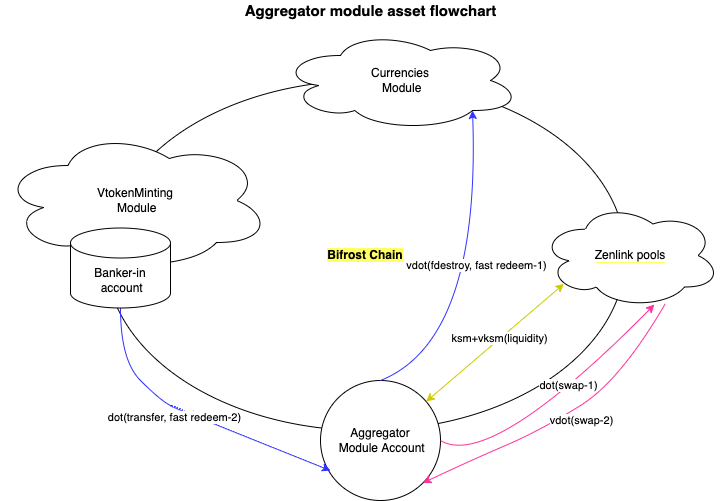 Aggregator module asset flowchart
Currencies
Module
VtokenMinting
Module
Bifrost Chain
Zenlink pools
vdot(fdestroy, fast redeem-1)
Banker-in
account
ksm+vksm(liquidity)
dot(swap-1)
dot(transfer, fast redeem-2)
vdot(swap-2)
Aggregator
Module Account